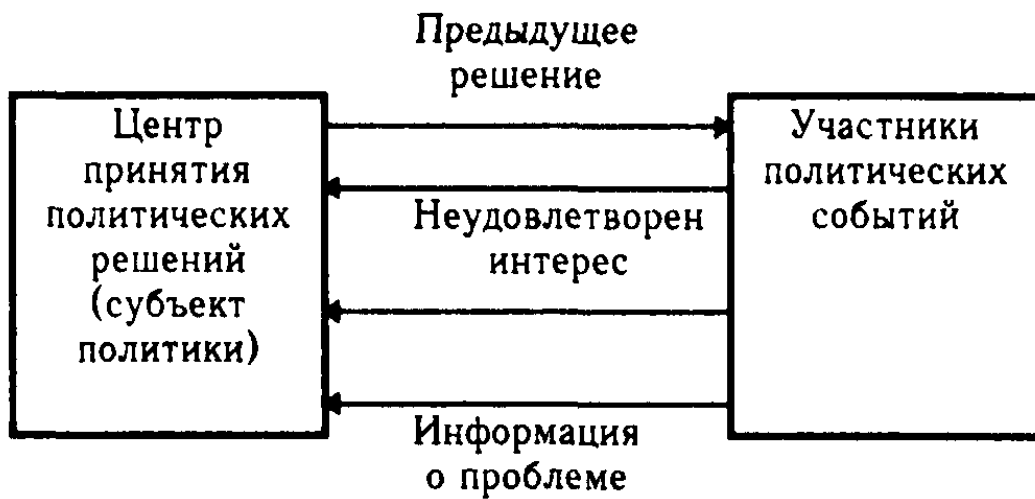 Предыдущее
решение
Центр
принятия
политических
решений
(субъект
политики)
Участники
политических
событий
Неудовлетворен
интерес
Информация
о проблеме